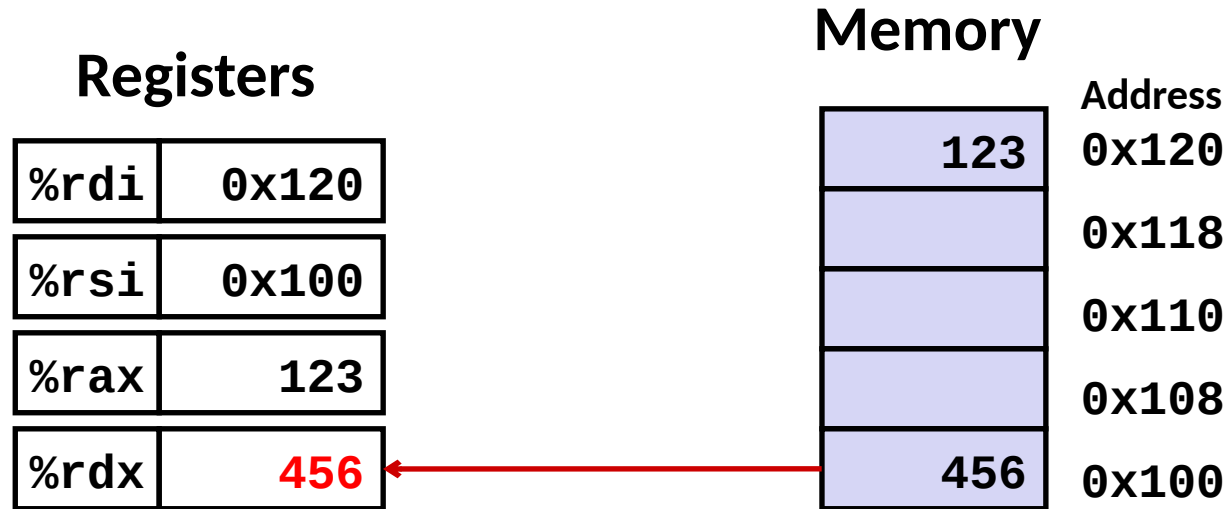 Memory
Registers
Address
%rdi 0x120
123 0x120
0x118
%rsi 0x100
0x110
%rax 123
0x108
%rdx 456
456 0x100